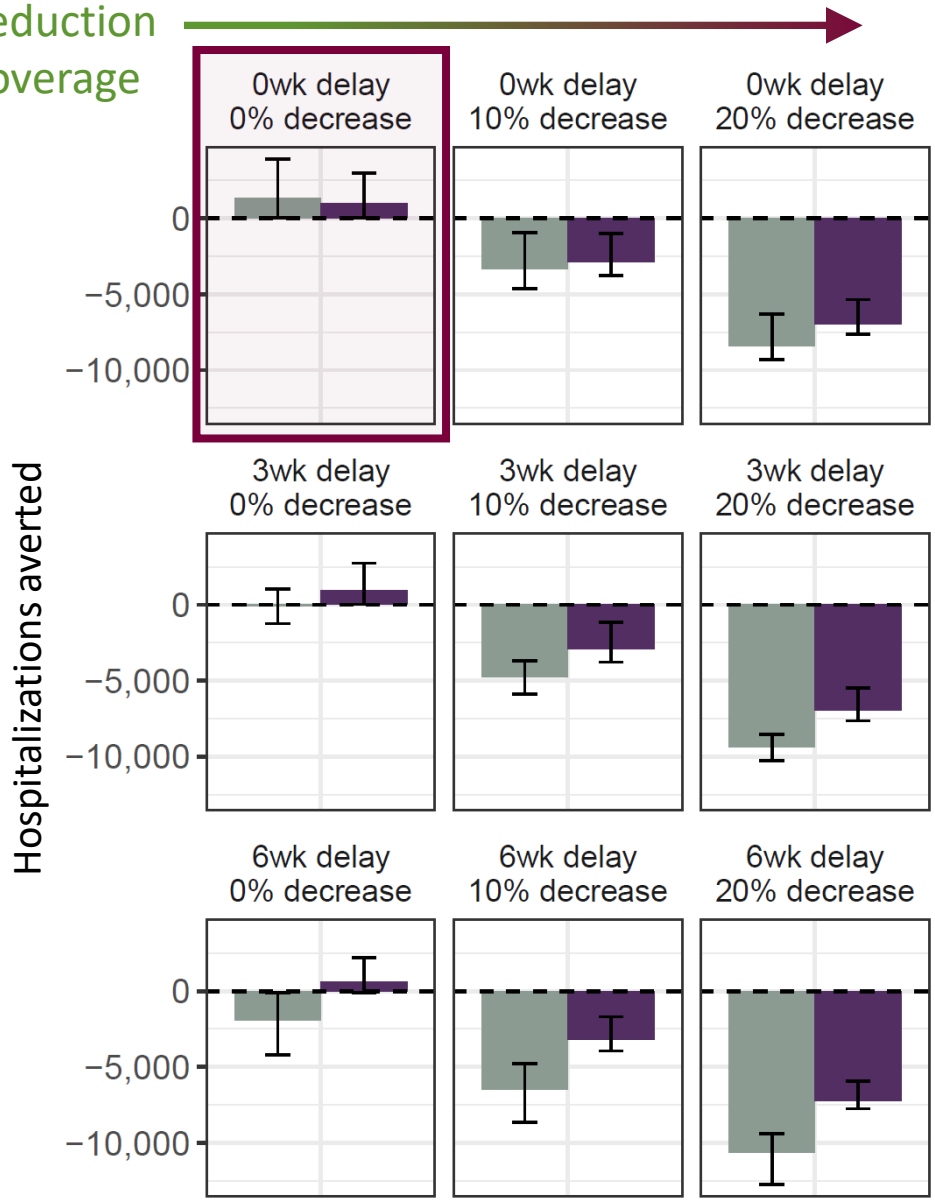 eduction
overage
0wk delay
0% decrease
0wk delay
10% decrease
0wk delay
20% decrease
0
−5,000
−10,000
Hospitalizations averted
3wk delay
0% decrease
3wk delay
10% decrease
3wk delay
20% decrease
0
−5,000
−10,000
6wk delay
0% decrease
6wk delay
10% decrease
6wk delay
20% decrease
0
−5,000
−10,000